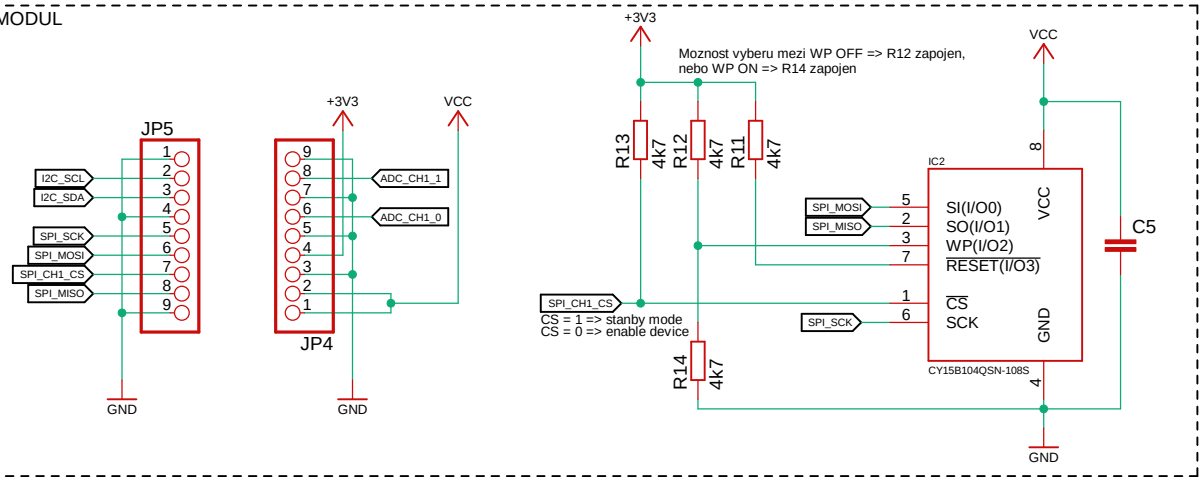 MODUL
JP5
1
2
3
4
5
6
7
8
9
I2C_SCL
I2C_SDA
SPI_SCK
SPI_MOSI
SPI_CH1_CS
SPI_MISO
GND
+3V3
VCC
9
8
7
6
5
4
3
2
1
ADC_CH1_1
ADC_CH1_0
JP4
GND
+3V3
Moznost vyberu mezi WP OFF => R12 zapojen,
nebo WP ON => R14 zapojen
R13
4k7
R12
4k7
R11
4k7
SPI_CH1_CS
CS = 1 => stanby mode
CS = 0 => enable device
R14
4k7
VCC
8
IC2
VCC
SPI_MOSI
5
SI(I/O0)
SPI_MISO
2
SO(I/O1)
3
WP(I/O2)
7
RESET(I/O3)
1
CS
SPI_SCK
6
SCK
GND
CY15B104QSN-108S
4
C5
GND